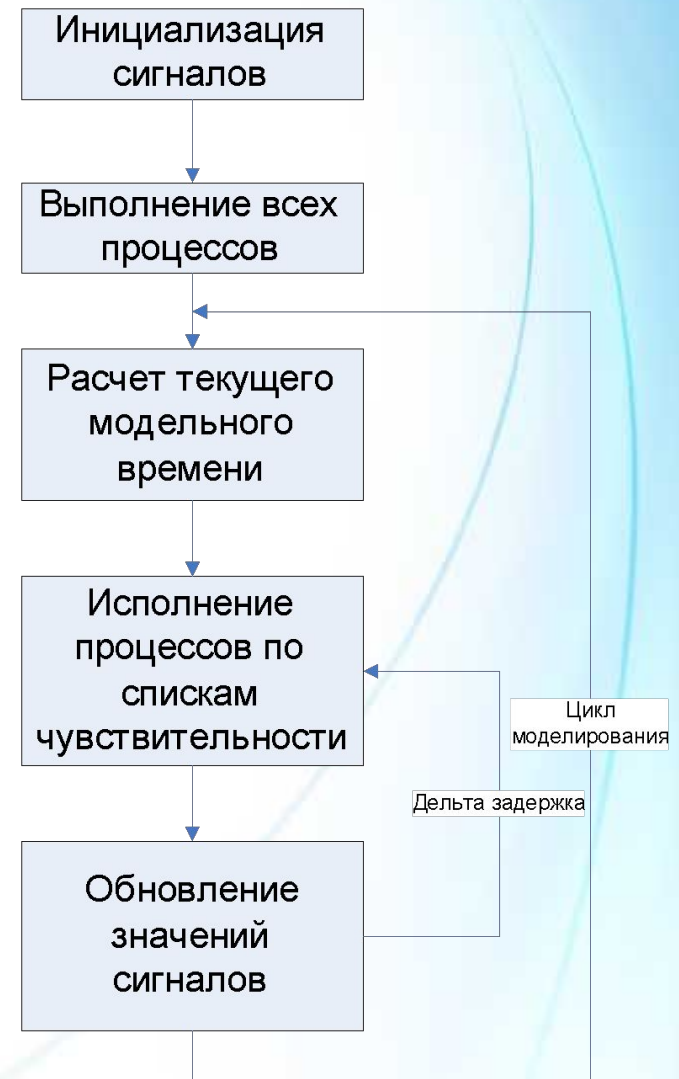 Инициализация
сигналов
Выполнение всех
процессов
Расчет текущего
модельного
времени
Исполнение
процессов по
спискам
чувствительности
Цикл
моделирования
Дельта задержка
Обновление
значений
сигналов